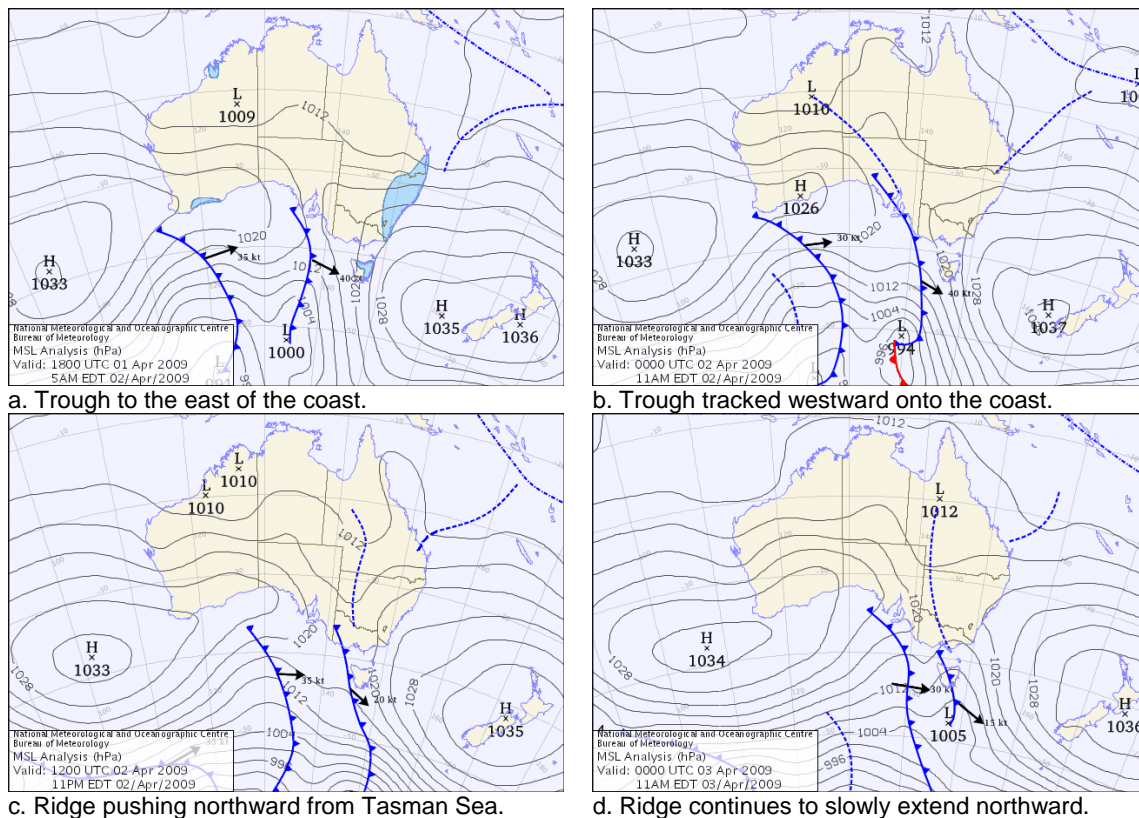 L
1009
1012
1020
35 kt
1012
1028
1004
H
1033
1028
H
1035
H
1036
L
1000
National Meteorological and Oceanographic Centre
Bureau of Meteorology
MSL Analysis (hPa)
Valid: 1800 UTC 01 Apr 2009
5AM EDT 02/Apr/2009
a. Trough to the east of the coast.
1012
L
1010
H
1026
30 kt
1020
H
1033
1020
1012
40 kt
1028
1004
L
994
996
H
1037
National Meteorological and Oceanographic Centre
Bureau of Meteorology
MSL Analysis (hPa)
Valid: 0000 UTC 02 Apr 2009
11AM EDT 02/Apr/2009
b. Trough tracked westward onto the coast.
L
1010
L
1010
1012
1020
H
1033
35 kt
1020
1012
1028
1028
20 kt
H
1035
1004
996
National Meteorological and Oceanographic Centre
Bureau of Meteorology
MSL Analysis (hPa)
Valid: 1200 UTC 02 Apr 2009
11PM EDT 02/Apr/2009
c. Ridge pushing northward from Tasman Sea.
1012
L
1012
1020
H
1034
1020
1028
1012
30 kt
1028
15 kt
L
1005
1004
996
H
1036
National Meteorological and Oceanographic Centre
Bureau of Meteorology
MSL Analysis (hPa)
Valid: 0000 UTC 03 Apr 2009
11AM EDT 03/Apr/2009
d. Ridge continues to slowly extend northward.